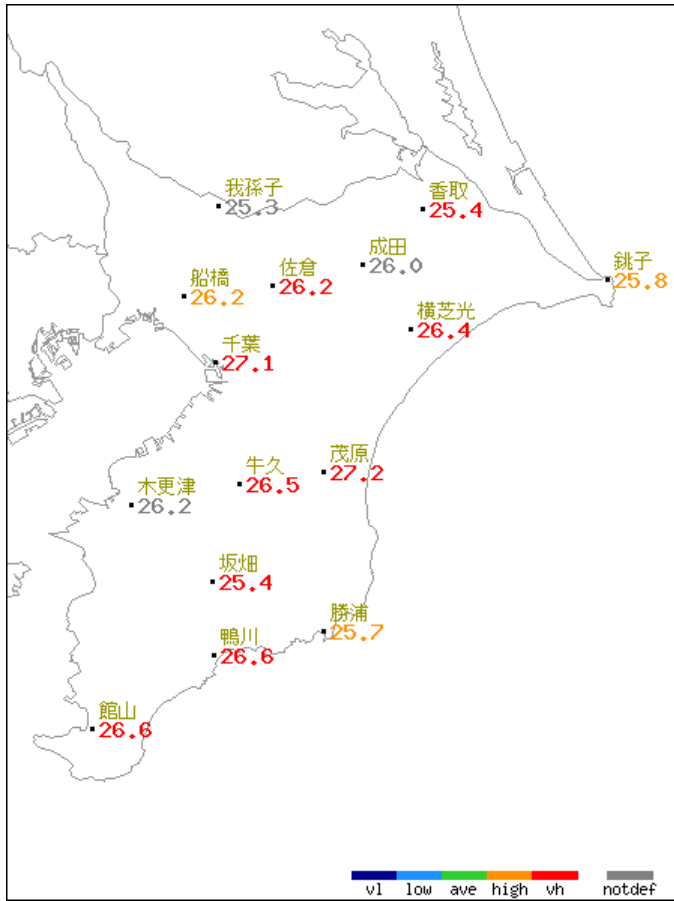 我孫子
25.3
香取
25.4
成田
26.0
佐倉
26.2
船橋
26.2
銚子
25.8
横芝光
26.4
千葉
27.1
茂原
27.2
牛久
26.5
木更津
26.2
坂畑
25.4
勝浦
25.7
鴨川
26.6
館山
26.6
vl low ave high vh notdef